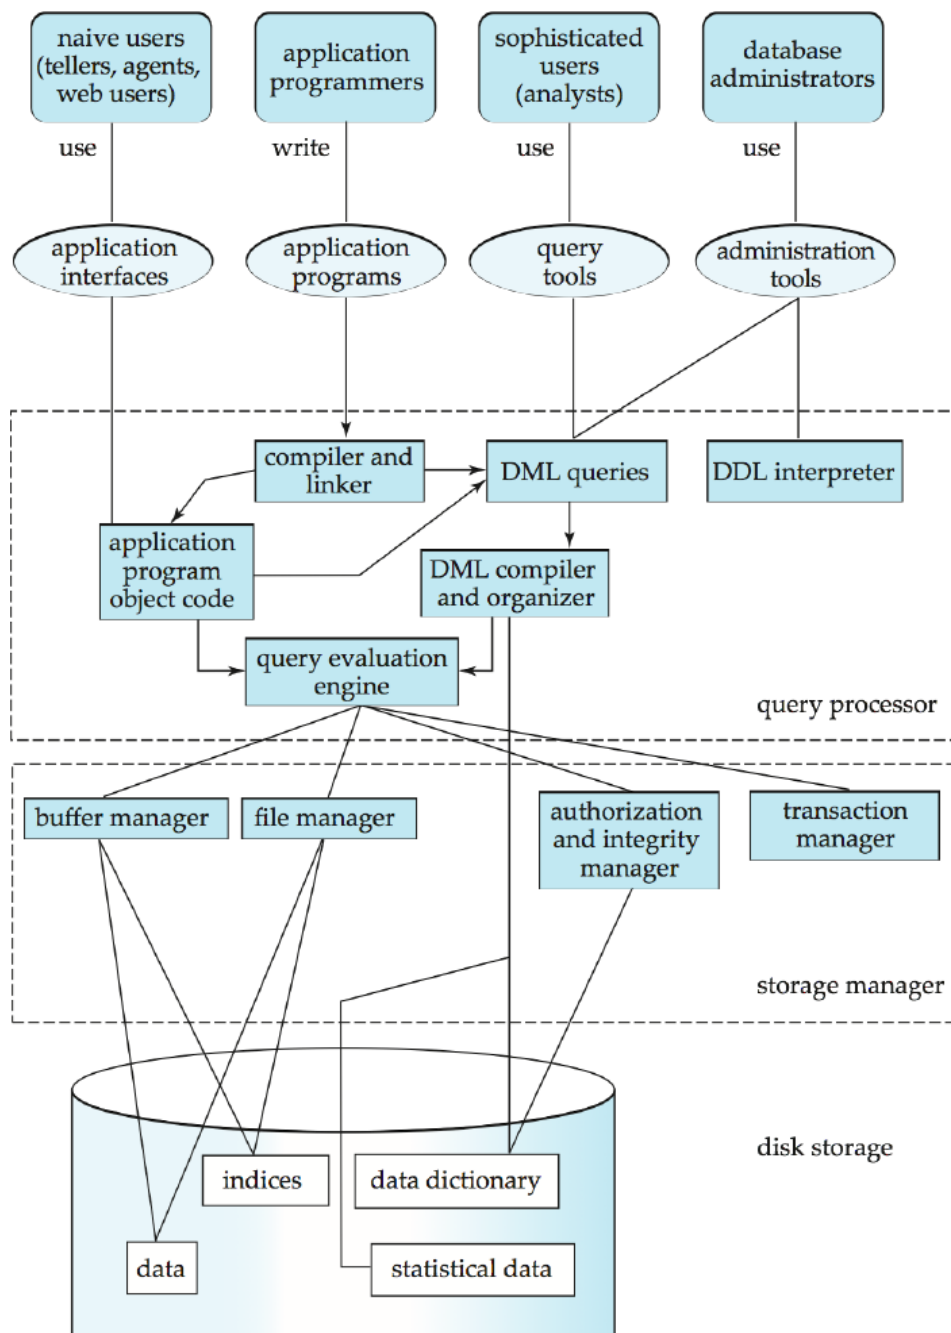 naive users
(tellers, agents,
web users)
application
programmers
sophisticated
users
(analysts)
database
administrators
use
write
use
use
application
interfaces
application
programs
query
tools
administration
tools
compiler and
linker
DML queries
DDL interpreter
application
program
object code
DML compiler
and organizer
query evaluation
engine
query processor
buffer manager
file manager
authorization
and integrity
manager
transaction
manager
storage manager
disk storage
indices
data dictionary
data
statistical data